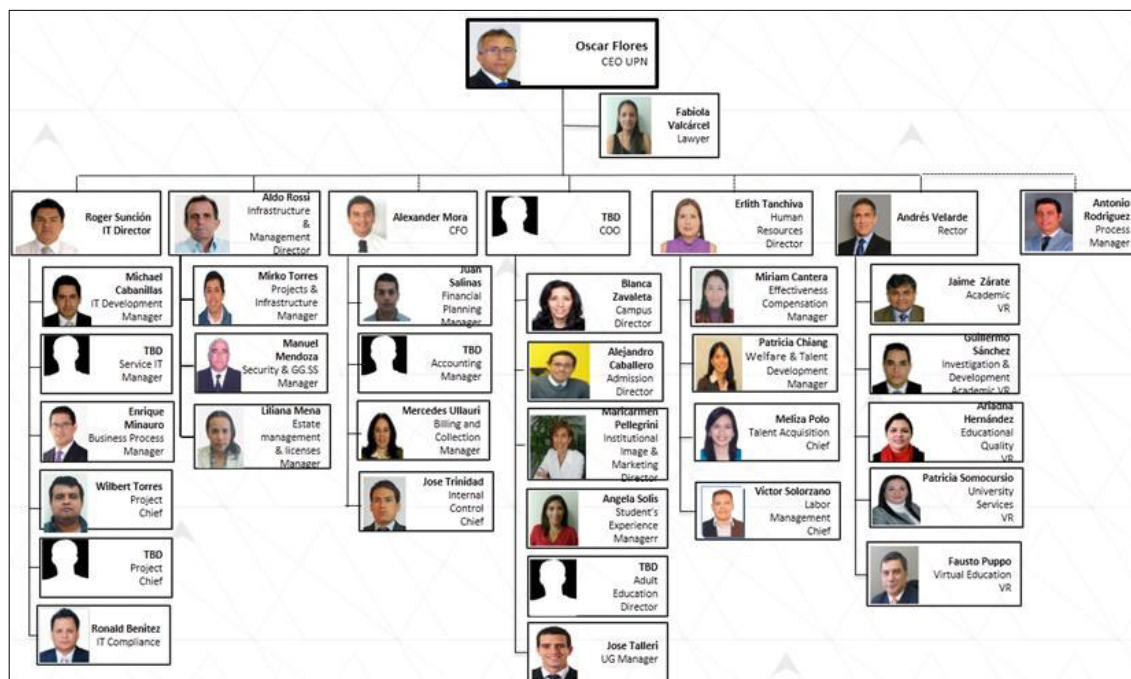 Oscar Flores
CEO UPN
Fabiola
Valcárcel
Lawyer
Roger Sunción
IT Director
Aldo Rossi
Infrastructure
&
Management
Director
Alexander Mora
CFO
TBD
COO
Erlith Tanchiva
Human
Resources
Director
Andrés Velarde
Rector
Antonio
Rodriguez
Process
Manager
Michael
Cabanillas
IT Development
Manager
TBD
Service IT
Manager
Enrique
Minauro
Business Process
Manager
Wilbert Torres
Project
Chief
TBD
Project
Chief
Ronald Benítez
IT Compliance
Mirko Torres
Projects &
Infrastructure
Manager
Manuel
Mendoza
Security & GG.SS
Manager
Liliana Mena
Estate
management
& licenses
Manager
Juan
Salinas
Financial
Planning
Manager
TBD
Accounting
Manager
Mercedes Ullauri
Billing and
Collection
Manager
Jose Trinidad
Internal
Control
Chief
Blanca
Zavaleta
Campus
Director
Alejandro
Caballero
Admission
Director
Maricarmen
Pellegrini
Institutional
Image &
Marketing
Director
Angela Solis
Student's
Experience
Managerr
TBD
Adult
Education
Director
Jose Talleri
UG Manager
Miriam Cantera
Effectiveness
Compensation
Manager
Patricia Chiang
Welfare & Talent
Development
Manager
Meliza Polo
Talent Acquisition
Chief
Víctor Solorzano
Labor
Management
Chief
Jaime Zárate
Academic
VR
Guillermo
Sánchez
Investigation &
Development
Academic VR
Ariadna
Hernández
Educational
Quality
VR
Patricia Somocursio
University
Services
VR
Fausto Puppo
Virtual Education
VR